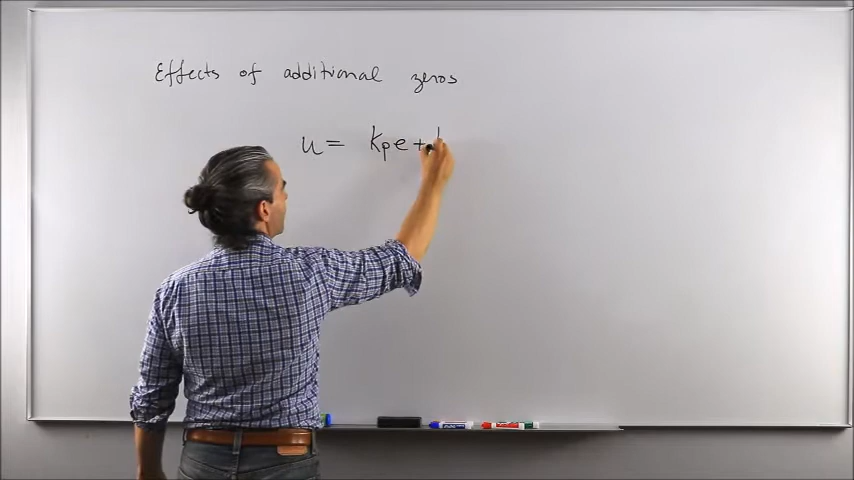 Effects of additional zeros
u = kpe +